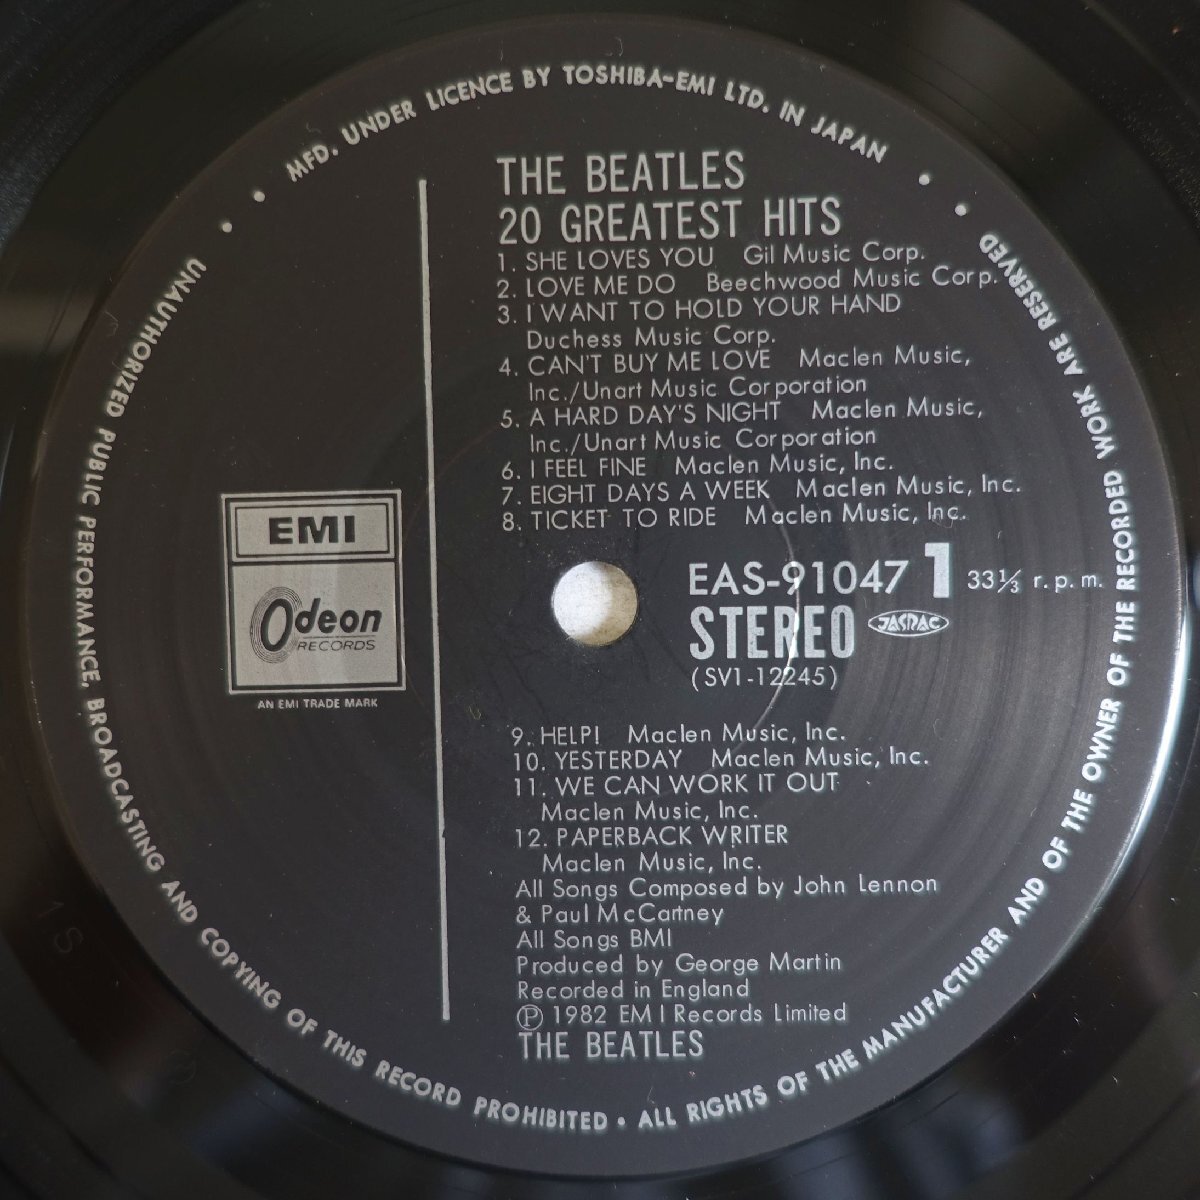 MFD. UNDER LICENCE BY TOSHIBA-EMI LTD. IN JAPAN
THE BEATLES
20 GREATEST HITS
1. SHE LOVES YOU Gil Music Corp.
2. LOVE ME DO Beechwood Music Corp.
3. I WANT TO HOLD YOUR HAND
Duchess Music Corp.
4. CAN'T BUY ME LOVE Maclen Music,
Inc./Unart Music Corporation
5. A HARD DAY'S NIGHT Maclen Music,
Inc./Unart Music Corporation
6. I FEEL FINE Maclen Music, Inc.
7. EIGHT DAYS A WEEK Maclen Music, Inc.
8. TICKET TO RIDE Maclen Music, Inc.
EMI
Odeon
RECORDS
AN EMI TRADE MARK
EAS-91047 1 33⅓ r.p.m.
STEREO JASRAC
(SV1-12245)
9. HELP! Maclen Music, Inc.
10. YESTERDAY Maclen Music, Inc.
11. WE CAN WORK IT OUT
Maclen Music, Inc.
12. PAPERBACK WRITER
Maclen Music, Inc.
All Songs Composed by John Lennon
& Paul McCartney
All Songs BMI
Produced by George Martin
Recorded in England
℗ 1982 EMI Records Limited
THE BEATLES
UNAUTHORIZED PUBLIC PERFORMANCE, BROADCASTING AND COPYING OF THIS RECORD PROHIBITED • ALL RIGHTS OF THE MANUFACTURER AND OF THE OWNER OF THE RECORDED WORK ARE RESERVED
1S